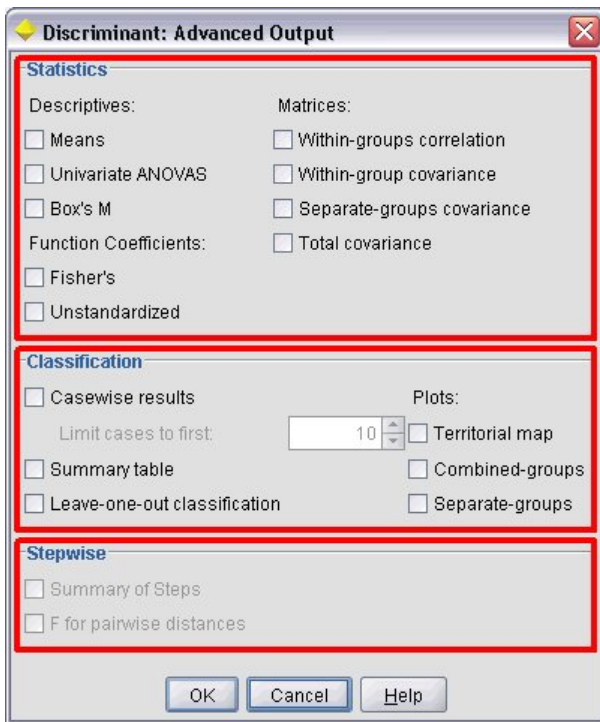 Discriminant: Advanced Output
Statistics
Descriptives:
Means
Univariate ANOVAS
Box's M
Function Coefficients:
Fisher's
Unstandardized
Matrices:
Within-groups correlation
Within-group covariance
Separate-groups covariance
Total covariance
Classification
Casewise results
Limit cases to first: 10
Summary table
Leave-one-out classification
Plots:
Territorial map
Combined-groups
Separate-groups
Stepwise
Summary of Steps
F for pairwise distances
OK Cancel Help